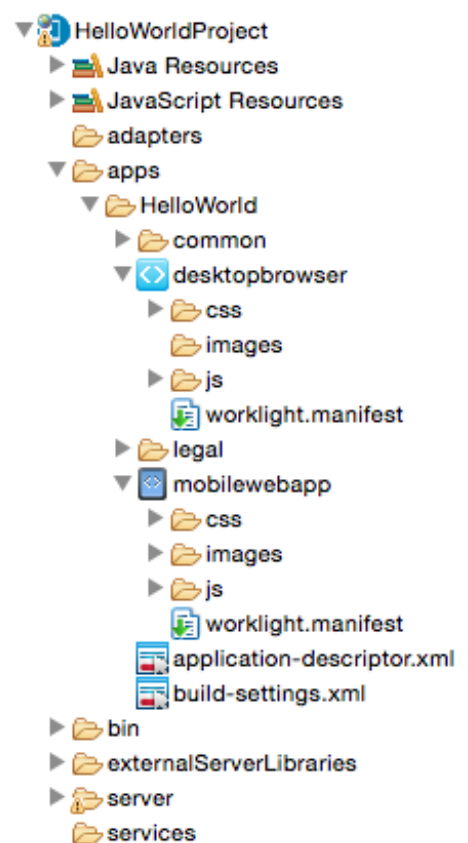 HelloWorldProject
Java Resources
JavaScript Resources
adapters
apps
HelloWorld
common
desktopbrowser
css
images
js
worklight.manifest
legal
mobilewebapp
css
images
js
worklight.manifest
application-descriptor.xml
build-settings.xml
bin
externalServerLibraries
server
services